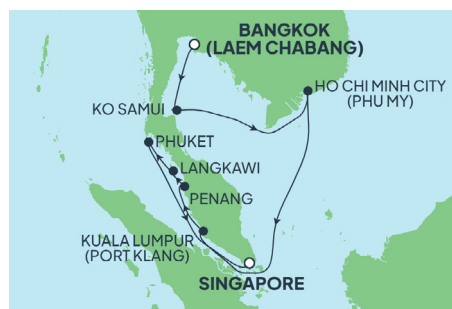 BANGKOK
(LAEM CHABANG)
HO CHI MINH CITY
(PHU MY)
KO SAMUI
PHUKET
LANGKAWI
PENANG
KUALA LUMPUR
(PORT KLANG)
SINGAPORE